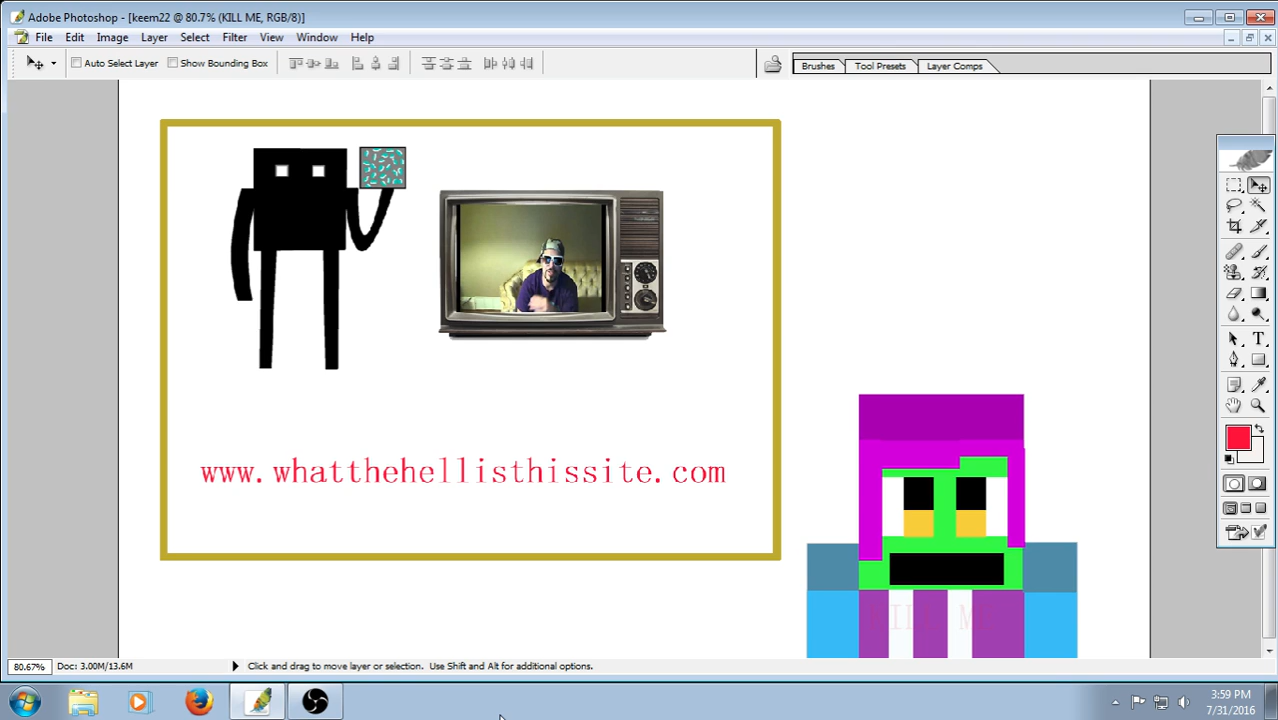 Adobe Photoshop - [keem22 @ 80.7% (KILL ME, RGB/8)]
File Edit Image Layer Select Filter View Window Help
Auto Select Layer Show Bounding Box Brushes Tool Presets Layer Comps
www.whatthehellisthissite.com
KILL ME
80.67% Doc: 3.00M/13.6M Click and drag to move layer or selection. Use Shift and Alt for additional options.
3:59 PM
7/31/2016